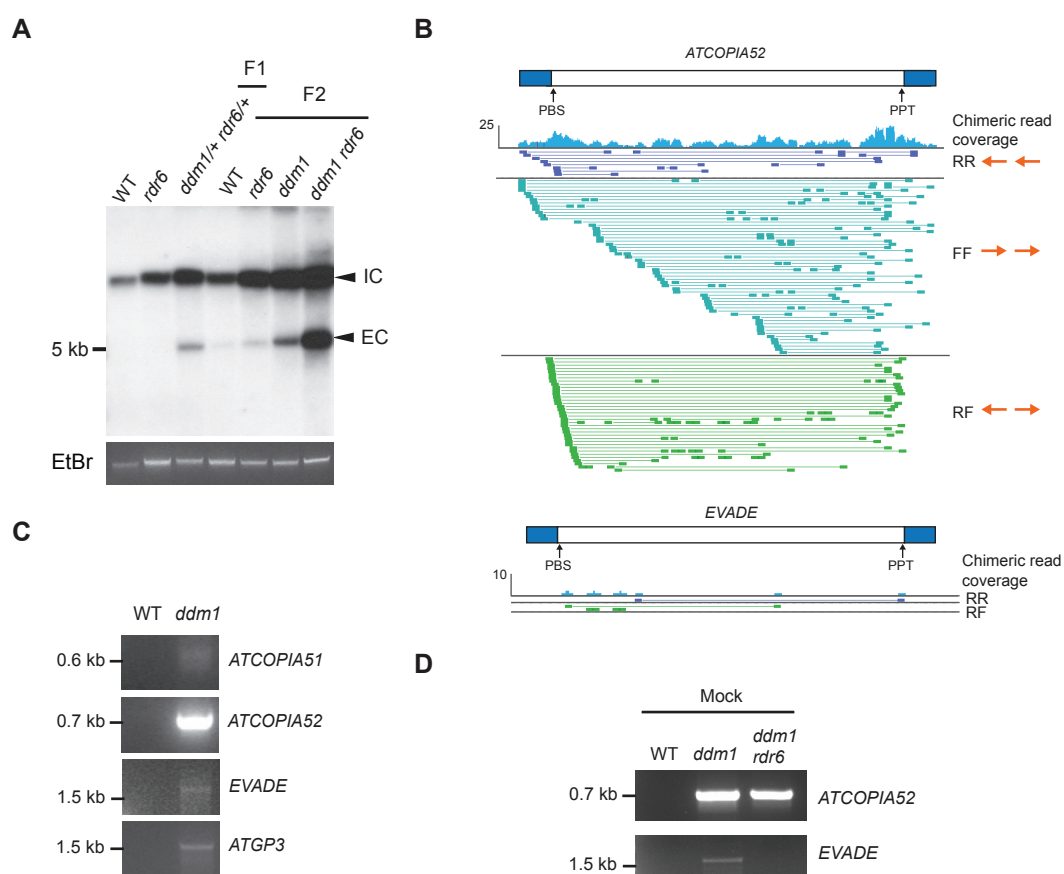 A
F1
F2
WT
rdr6
ddm1/+ rdr6/+
WT
rdr6
ddm1
ddm1 rdr6
IC
EC
5 kb
EtBr
B
ATCOPIA52
PBS
PPT
25
Chimeric read
coverage
RR
FF
RF
EVADE
PBS
PPT
10
Chimeric read
coverage
RR
RF
C
WT ddm1
0.6 kb ATCOPIA51
0.7 kb ATCOPIA52
EVADE
1.5 kb
1.5 kb ATGP3
D
Mock
WT ddm1 ddm1
rdr6
0.7 kb ATCOPIA52
EVADE
1.5 kb